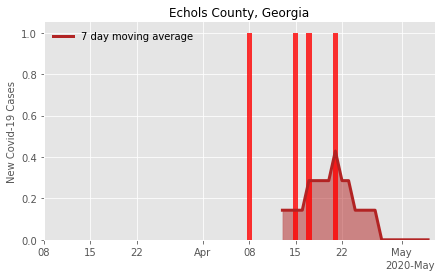 Echols County, Georgia
7 day moving average
New Covid-19 Cases
1.0
0.8
0.6
0.4
0.2
0.0
08 15 22 Apr 08 15 22 May
2020-May